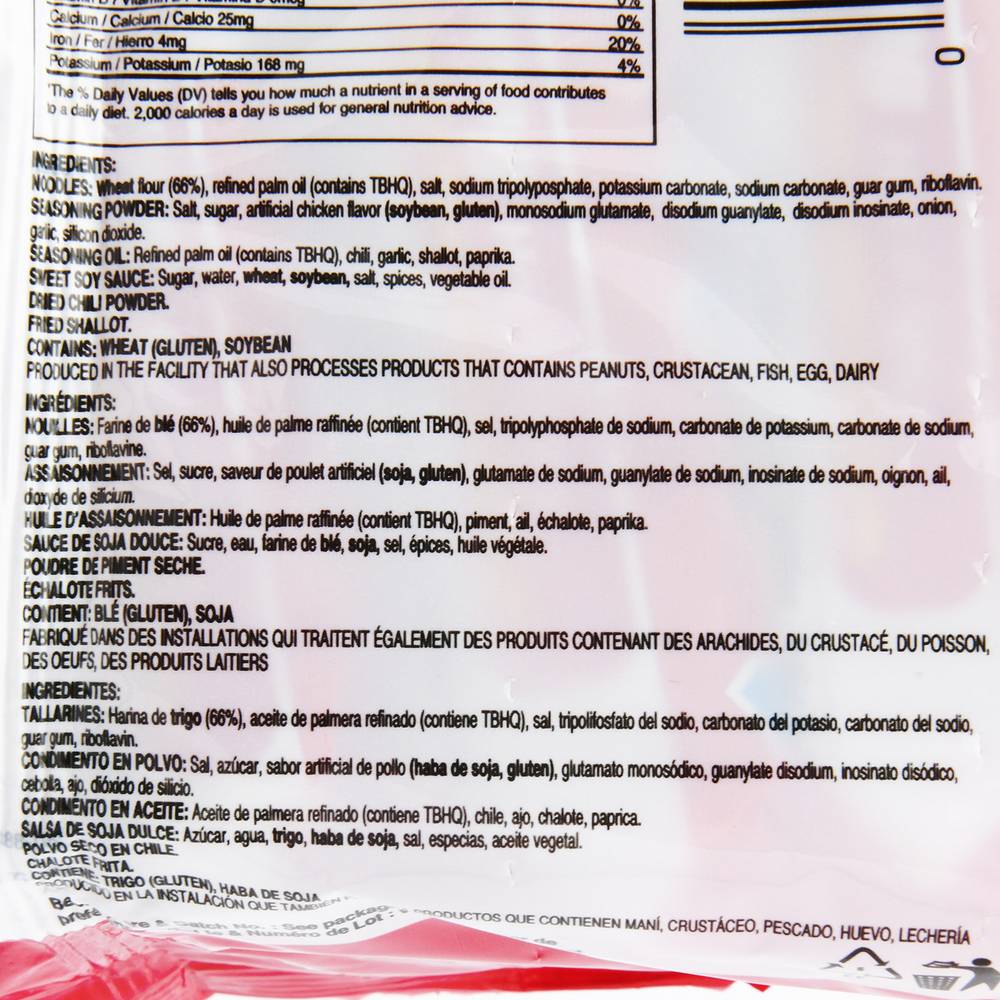 0%
Calcium / Calcium / Calcio 25mg 0%
Iron / Fer / Hierro 4mg 20%
Potassium / Potassium / Potasio 168 mg 4%
*The % Daily Values (DV) tells you how much a nutrient in a serving of food contributes
to a daily diet. 2,000 calories a day is used for general nutrition advice.
0
INGREDIENTS:
NOODLES: Wheat flour (66%), refined palm oil (contains TBHQ), salt, sodium tripolyposphate, potassium carbonate, sodium carbonate, guar gum, riboflavin.
SEASONING POWDER: Salt, sugar, artificial chicken flavor (soybean, gluten), monosodium glutamate, disodium guanylate, disodium inosinate, onion,
garlic, silicon dioxide.
SEASONING OIL: Refined palm oil (contains TBHQ), chili, garlic, shallot, paprika.
SWEET SOY SAUCE: Sugar, water, wheat, soybean, salt, spices, vegetable oil.
DRIED CHILI POWDER.
FRIED SHALLOT.
CONTAINS: WHEAT (GLUTEN), SOYBEAN
PRODUCED IN THE FACILITY THAT ALSO PROCESSES PRODUCTS THAT CONTAINS PEANUTS, CRUSTACEAN, FISH, EGG, DAIRY
INGRÉDIENTS:
NOUILLES: Farine de blé (66%), huile de palme raffinée (contient TBHQ), sel, tripolyphosphate de sodium, carbonate de potassium, carbonate de sodium,
guar gum, riboflavine.
ASSAISONNEMENT: Sel, sucre, saveur de poulet artificiel (soja, gluten), glutamate de sodium, guanylate de sodium, inosinate de sodium, oignon, ail,
dioxyde de silicium.
HUILE D'ASSAISONNEMENT: Huile de palme raffinée (contient TBHQ), piment, ail, échalote, paprika.
SAUCE DE SOJA DOUCE: Sucre, eau, farine de blé, soja, sel, épices, huile végétale.
POUDRE DE PIMENT SECHE.
ÉCHALOTE FRITS.
CONTIENT: BLÉ (GLUTEN), SOJA
FABRIQUÉ DANS DES INSTALLATIONS QUI TRAITENT ÉGALEMENT DES PRODUITS CONTENANT DES ARACHIDES, DU CRUSTACÉ, DU POISSON,
DES OEUFS, DES PRODUITS LAITIERS
INGREDIENTES:
TALLARINES: Harina de trigo (66%), aceite de palmera refinado (contiene TBHQ), sal, tripolifosfato del sodio, carbonato del potasio, carbonato del sodio,
guar gum, riboflavin.
CONDIMENTO EN POLVO: Sal, azúcar, sabor artificial de pollo (haba de soja, gluten), glutamato monosódico, guanylate disodium, inosinato disódico,
cebolla, ajo, dióxido de silicio.
CONDIMENTO EN ACEITE: Aceite de palmera refinado (contiene TBHQ), chile, ajo, chalote, paprica.
SALSA DE SOJA DULCE: Azúcar, agua, trigo, haba de soja, sal, especias, aceite vegetal.
POLVO SECO EN CHILE
CHALOTE FRITA.
CONTIENE: TRIGO (GLUTEN), HABA DE SOJA
PRODUCIDO EN LA INSTALACIÓN QUE PRODUCTOS QUE CONTIENEN MANÍ, CRUSTÁCEO, PESCADO, HUEVO, LECHERÍA
Batch No. : See
& Numéro de Lot :